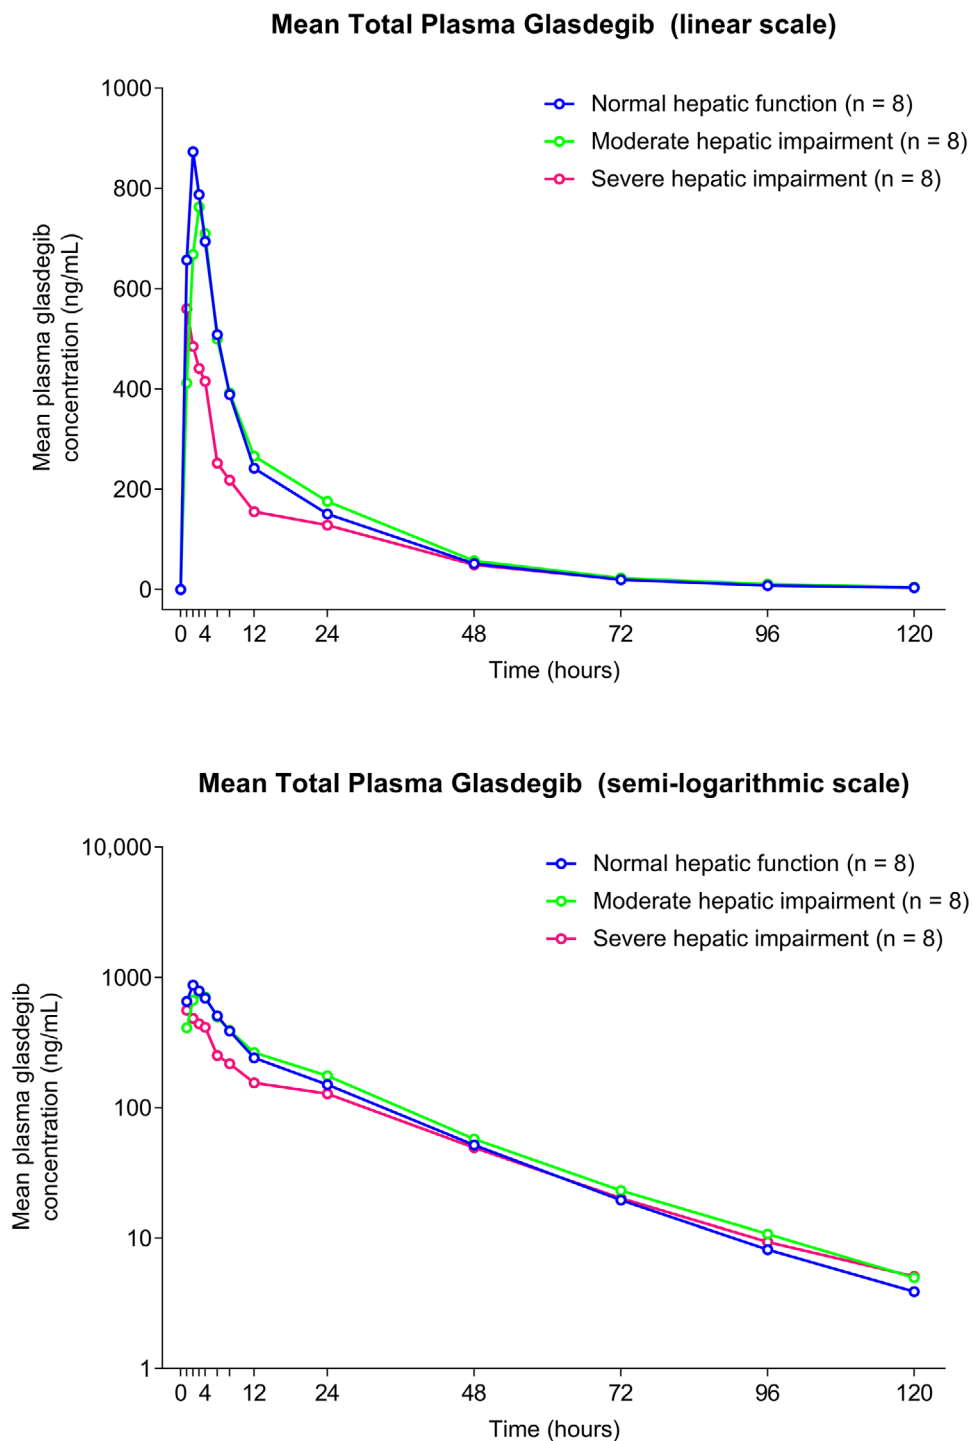 Mean Total Plasma Glasdegib (linear scale)
1000
800
600
400
200
0
Mean plasma glasdegib
concentration (ng/mL)
Normal hepatic function (n = 8)
Moderate hepatic impairment (n = 8)
Severe hepatic impairment (n = 8)
0 4 12 24 48 72 96 120
Time (hours)
Mean Total Plasma Glasdegib (semi-logarithmic scale)
10,000
1000
100
10
1
Mean plasma glasdegib
concentration (ng/mL)
Normal hepatic function (n = 8)
Moderate hepatic impairment (n = 8)
Severe hepatic impairment (n = 8)
0 4 12 24 48 72 96 120
Time (hours)